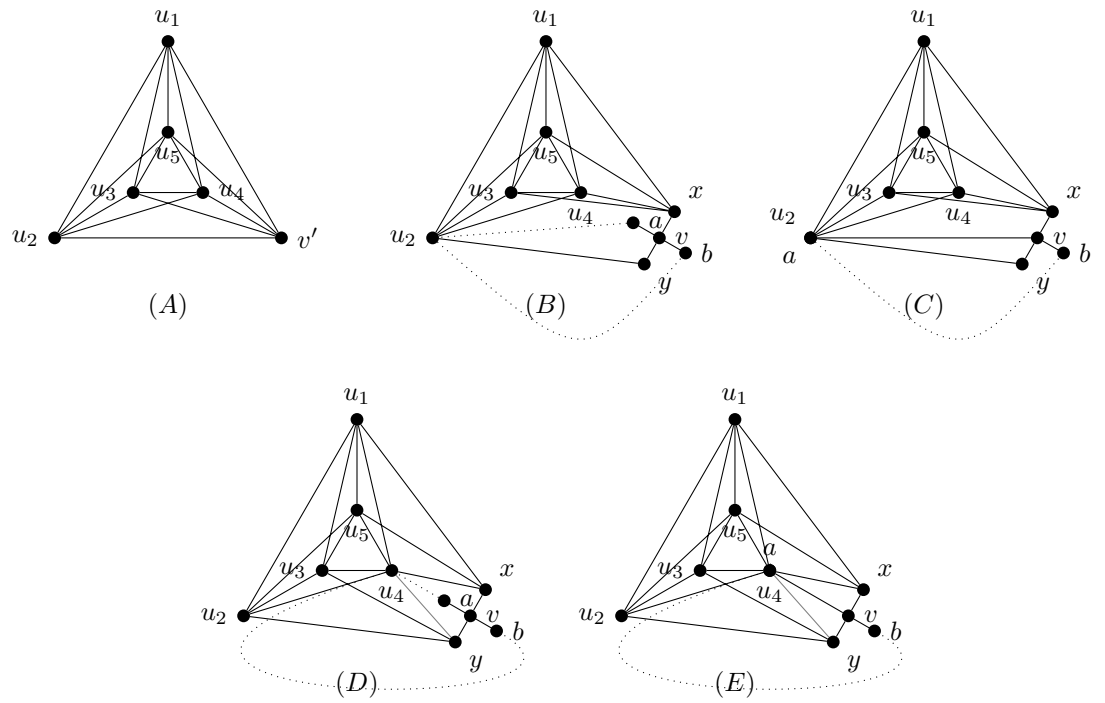 u₁ u₁ u₁
u₅ u₅ u₅
u₃ u₄ u₃ x u₃ x
u₂ v′ u₂ u₄ a v b u₂ a u₄ v b
y y
(A) (B) (C)
u₁ u₁
u₅ u₅
a
u₃ x u₃ x
u₂ u₄ a v b u₂ u₄ v b
y y
(D) (E)